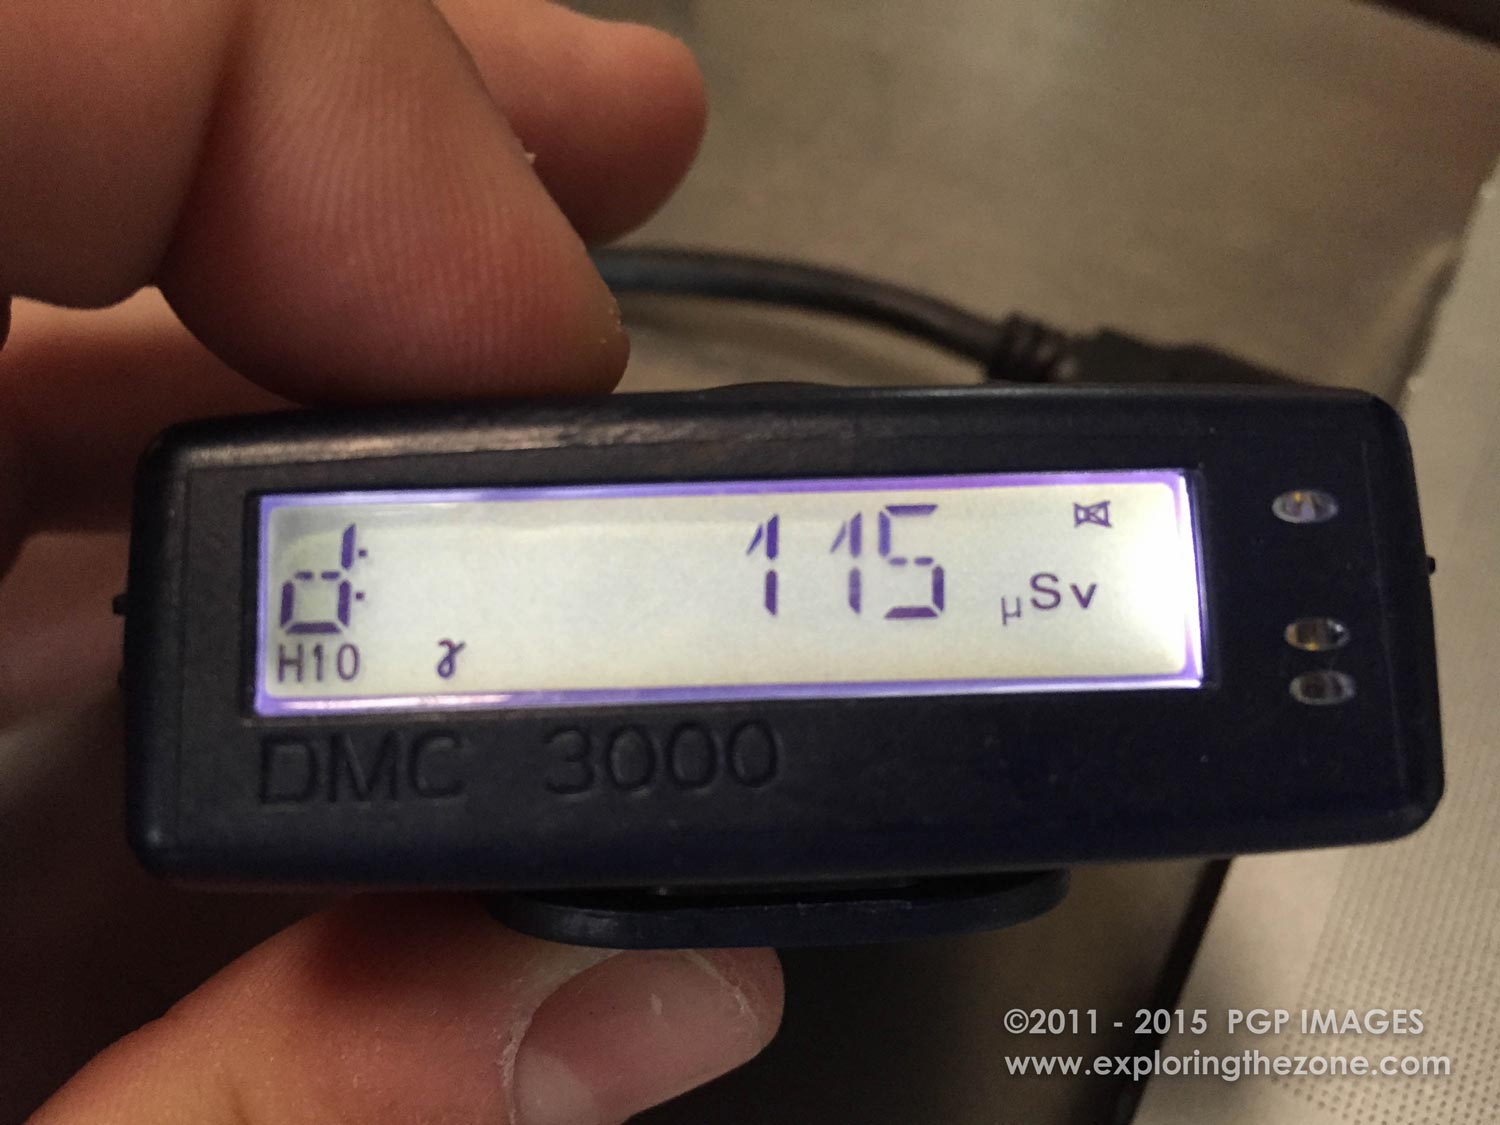 d: 115 µSv
H10 γ
DMC 3000
©2011 - 2015 PGP IMAGES
www.exploringthezone.com